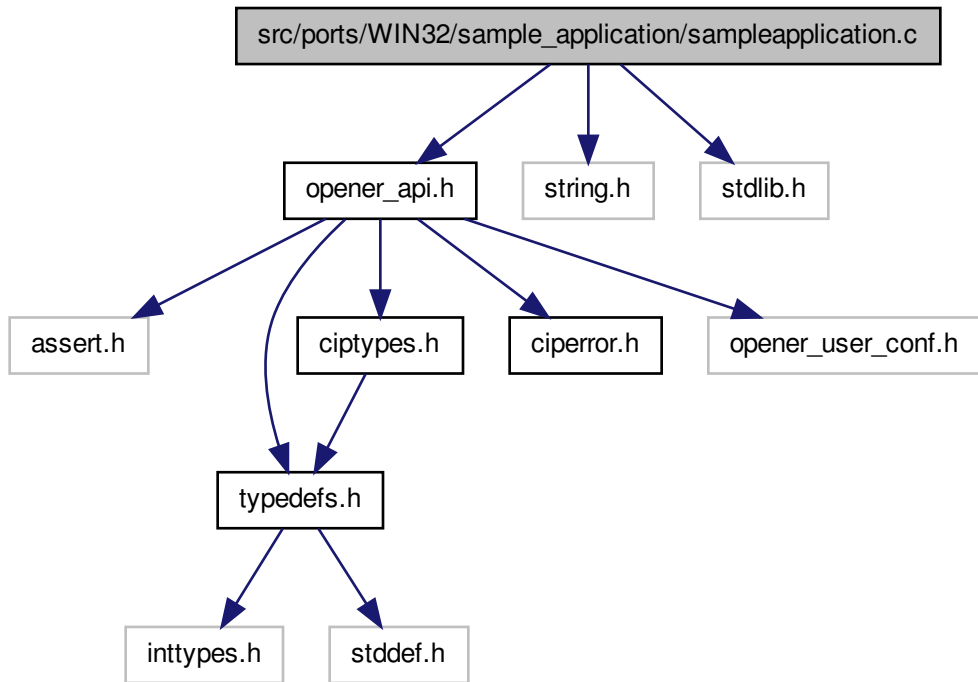 src/ports/WIN32/sample_application/sampleapplication.c
opener_api.h
string.h
stdlib.h
assert.h
ciptypes.h
ciperror.h
opener_user_conf.h
typedefs.h
inttypes.h
stddef.h